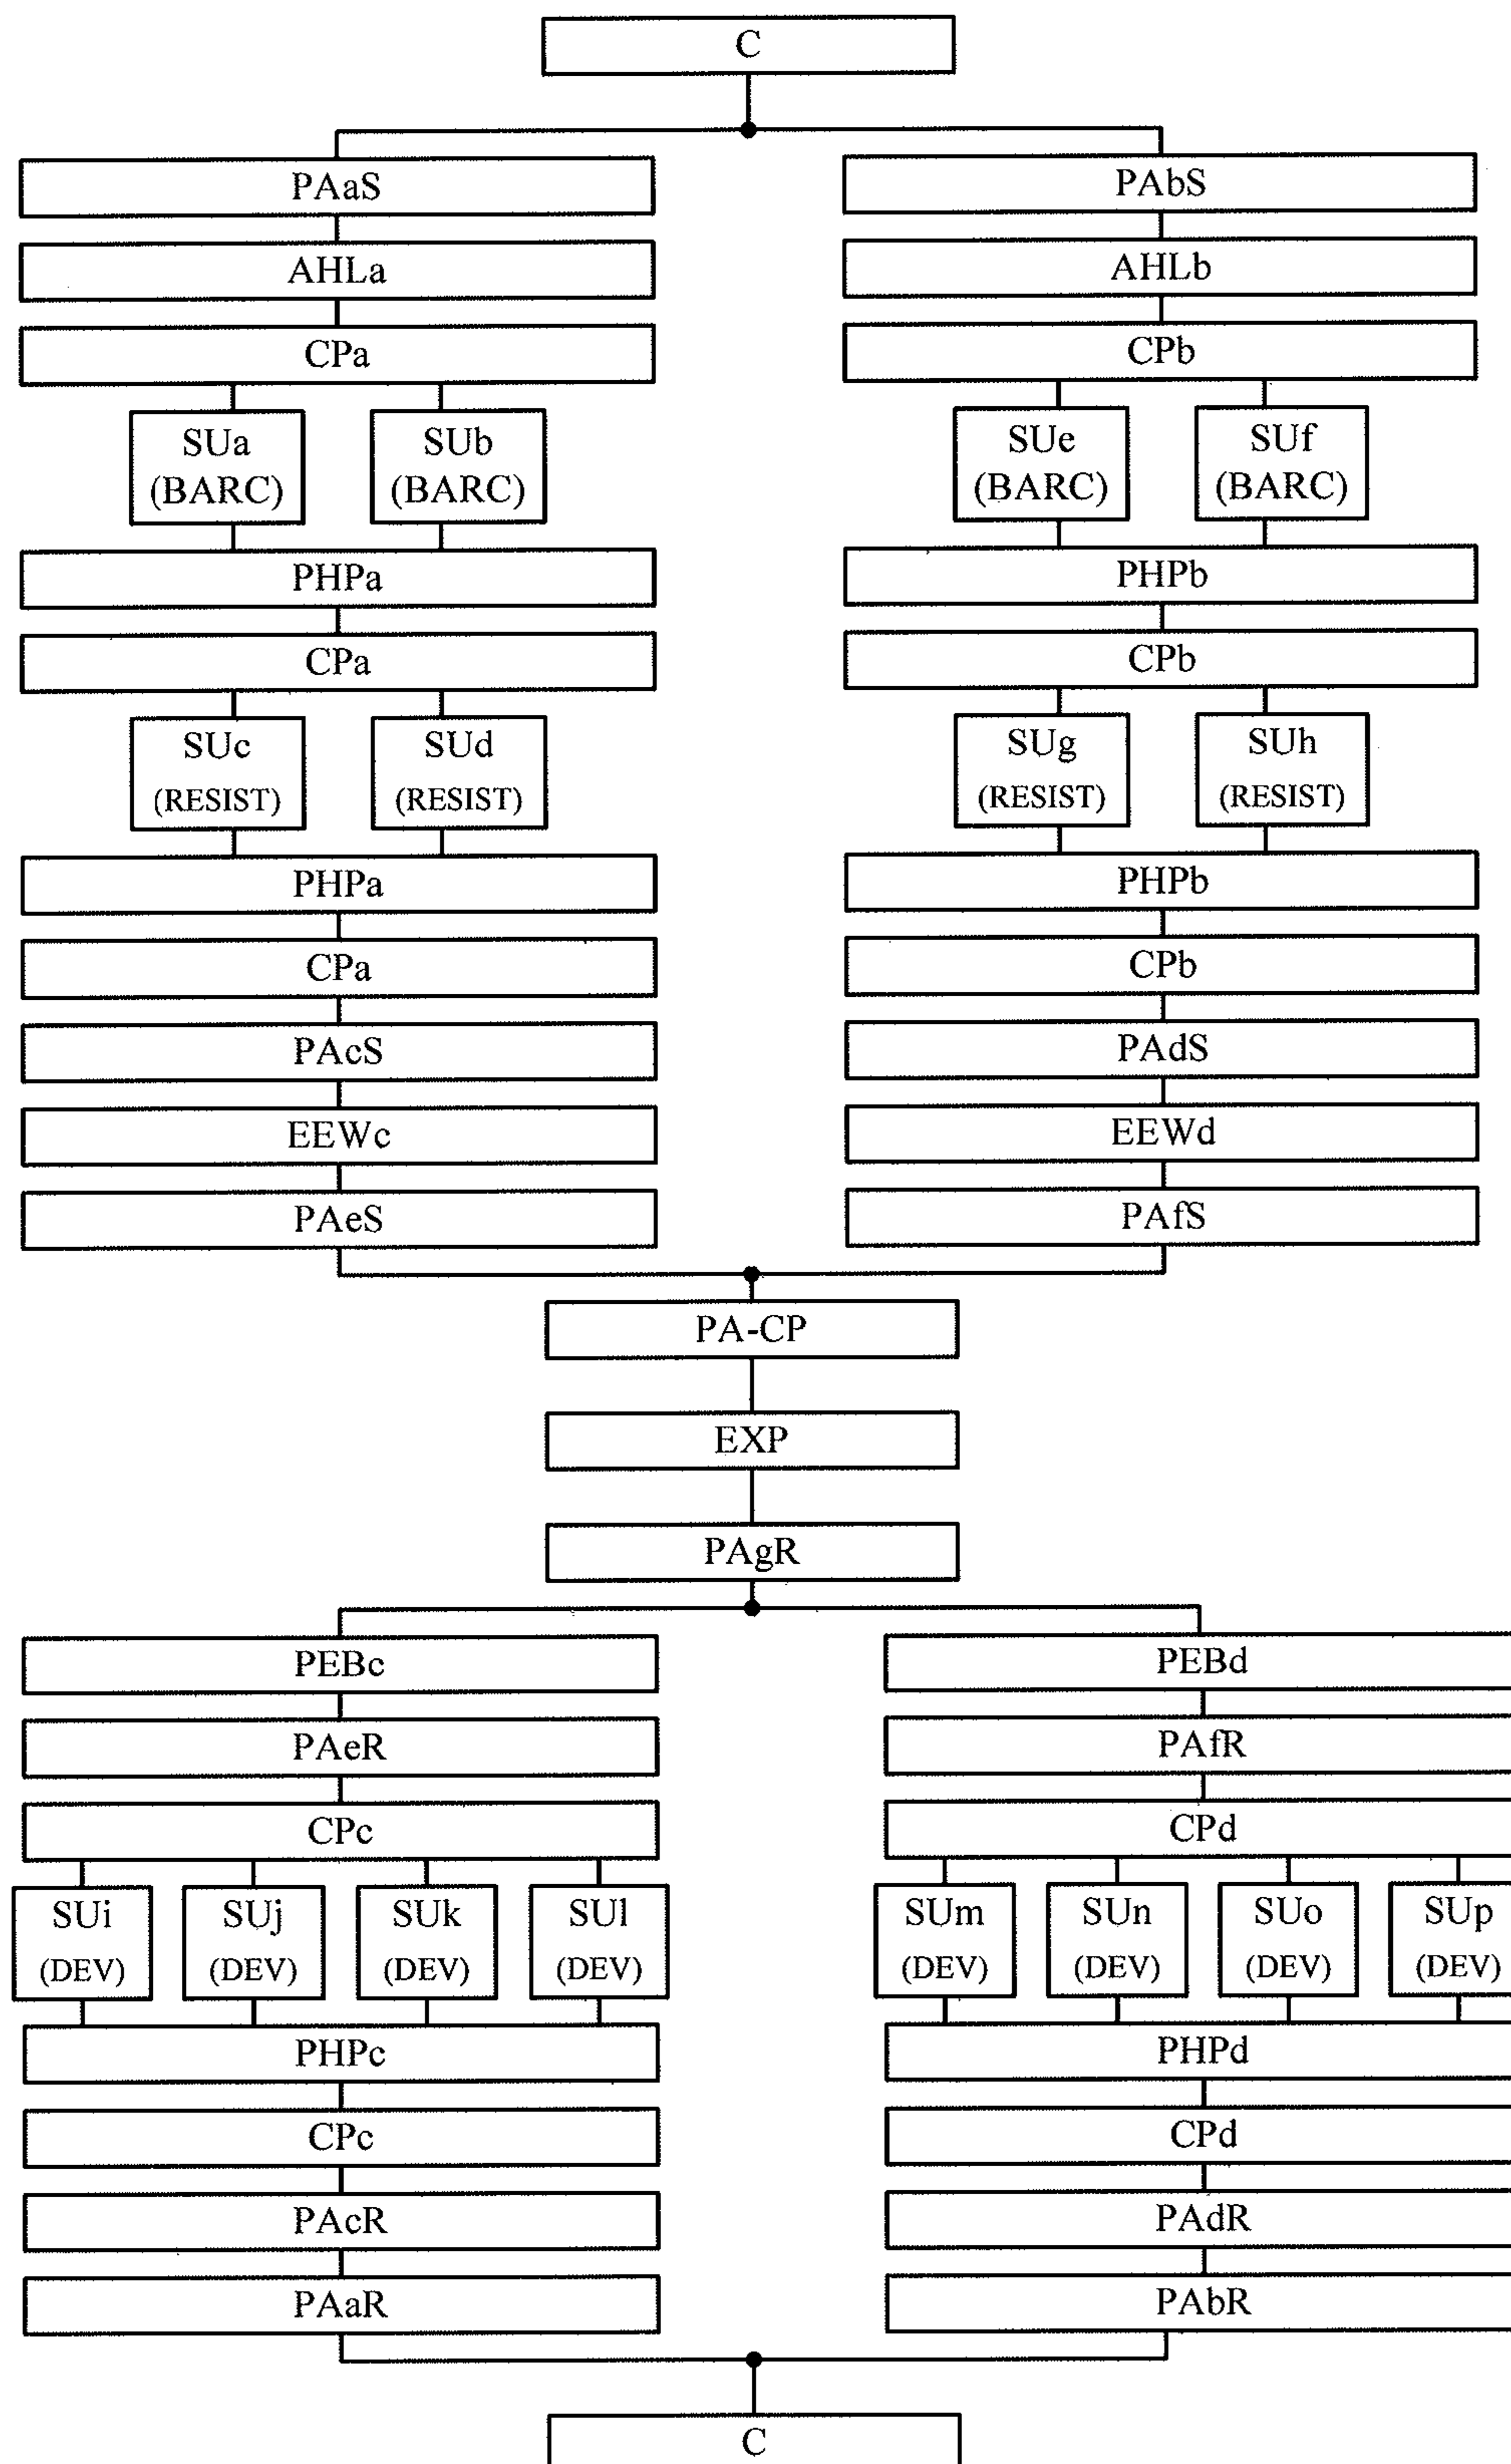 C
PAaS
PAbS
AHLa
AHLb
CPa
CPb
SUa
(BARC)
SUb
(BARC)
SUe
(BARC)
SUf
(BARC)
PHPa
PHPb
CPa
CPb
SUc
(RESIST)
SUd
(RESIST)
SUg
(RESIST)
SUh
(RESIST)
PHPa
PHPb
CPa
CPb
PAcS
PAdS
EEWc
EEWd
PAeS
PAfS
PA-CP
EXP
PAgR
PEBc
PEBd
PAeR
PAfR
CPc
CPd
SUi
(DEV)
SUj
(DEV)
SUk
(DEV)
SUl
(DEV)
SUm
(DEV)
SUn
(DEV)
SUo
(DEV)
SUp
(DEV)
PHPc
PHPd
CPc
CPd
PAcR
PAdR
PAaR
PAbR
C